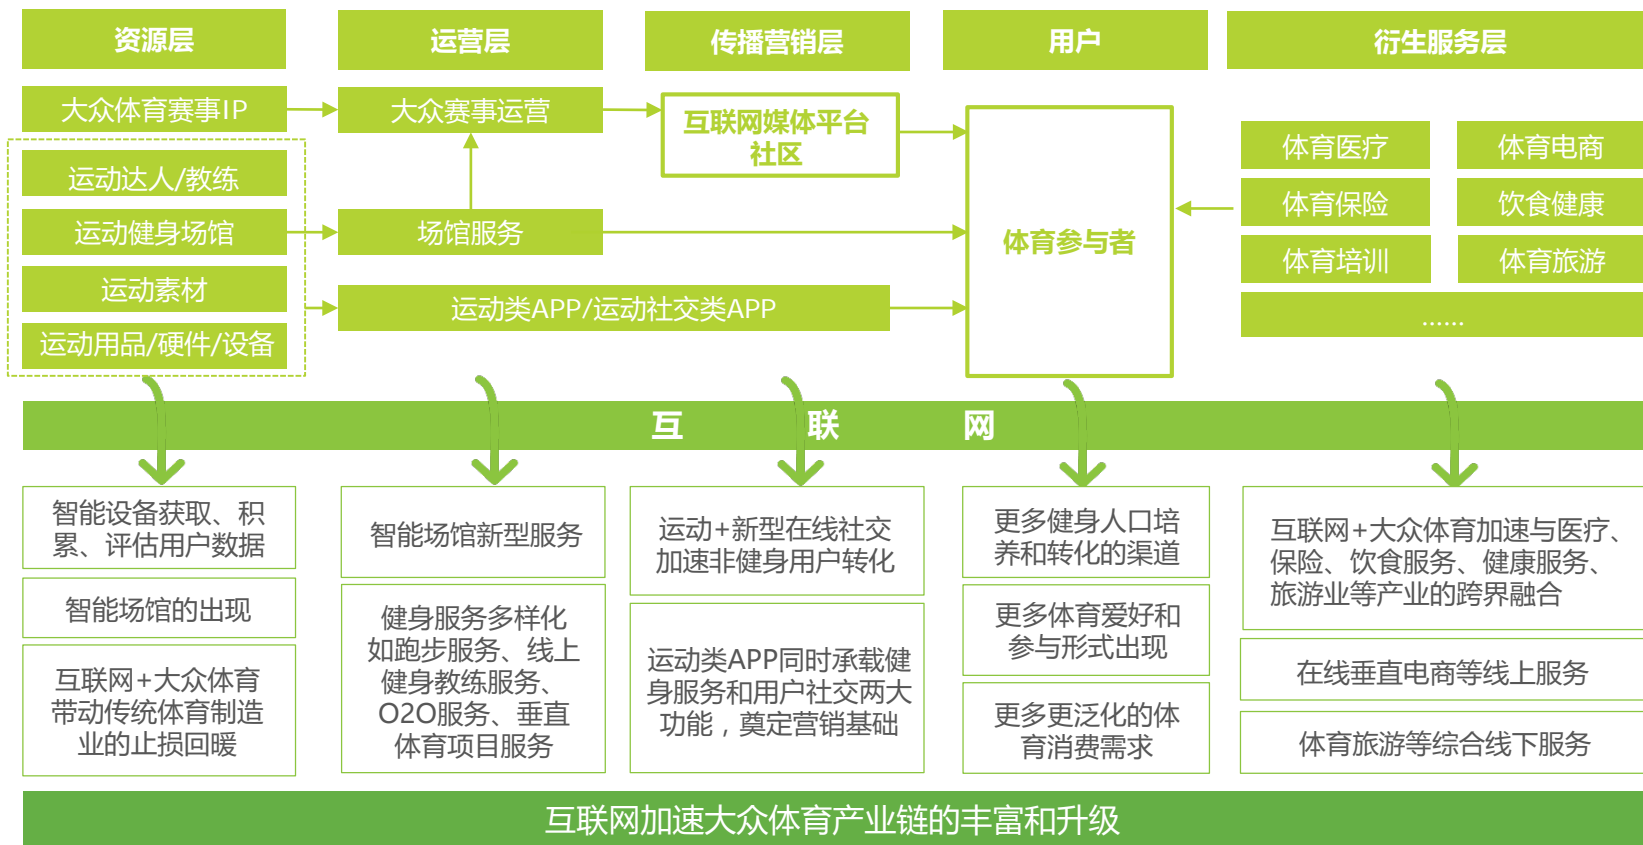 资源层
运营层
传播营销层
用户
衍生服务层
大众体育赛事IP
大众赛事运营
互联网媒体平台
社区
运动达人/教练
运动健身场馆
场馆服务
运动素材
运动用品/硬件/设备
运动类APP/运动社交类APP
体育参与者
体育医疗
体育电商
体育保险
饮食健康
体育培训
体育旅游
......
互 联 网
智能设备获取、积
累、评估用户数据
智能场馆的出现
互联网+大众体育
带动传统体育制造
业的止损回暖
智能场馆新型服务
健身服务多样化
如跑步服务、线上
健身教练服务、
O2O服务、垂直
体育项目服务
运动+新型在线社交
加速非健身用户转化
运动类APP同时承载健
身服务和用户社交两大
功能，奠定营销基础
更多健身人口培
养和转化的渠道
更多体育爱好和
参与形式出现
更多更泛化的体
育消费需求
互联网+大众体育加速与医疗、
保险、饮食服务、健康服务、
旅游业等产业的跨界融合
在线垂直电商等线上服务
体育旅游等综合线下服务
互联网加速大众体育产业链的丰富和升级